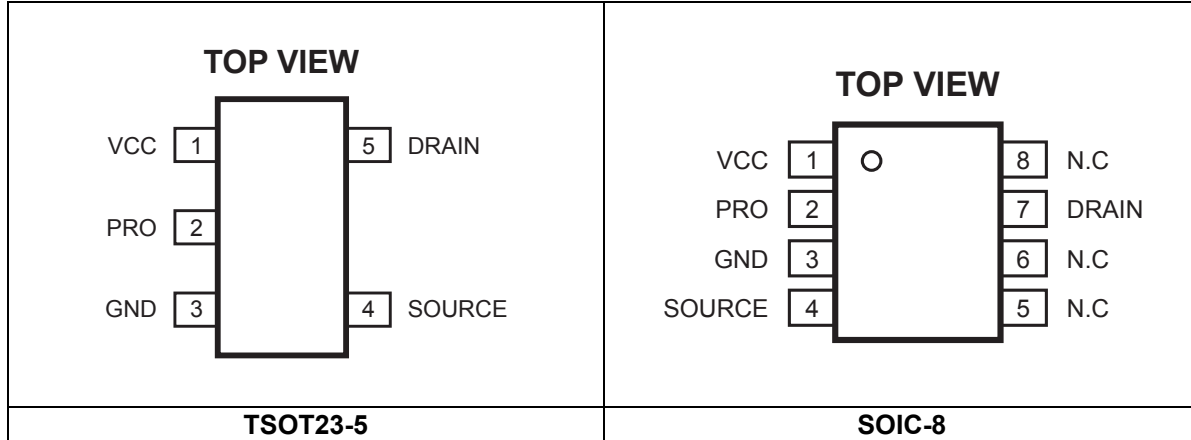 TOP VIEW
VCC 1 5 DRAIN
PRO 2
GND 3 4 SOURCE
TSOT23-5
TOP VIEW
VCC 1 8 N.C
PRO 2 7 DRAIN
GND 3 6 N.C
SOURCE 4 5 N.C
SOIC-8